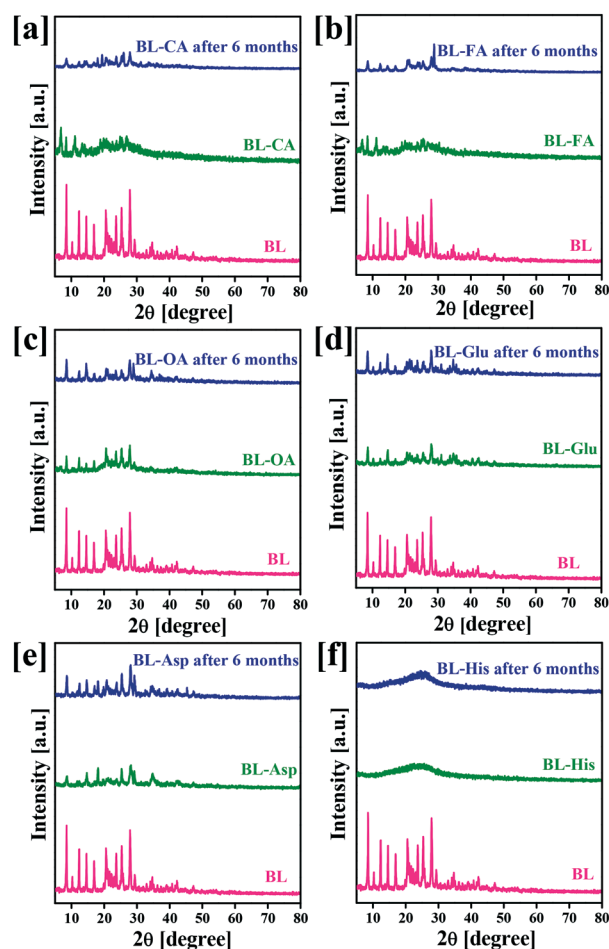 [a]
BL-CA after 6 months
BL-CA
BL
Intensity [a.u.]
10 20 30 40 50 60 70 80
2θ [degree]
[b]
BL-FA after 6 months
BL-FA
BL
Intensity [a.u.]
10 20 30 40 50 60 70 80
2θ [degree]
[c]
BL-OA after 6 months
BL-OA
BL
Intensity [a.u.]
10 20 30 40 50 60 70 80
2θ [degree]
[d]
BL-Glu after 6 months
BL-Glu
BL
Intensity [a.u.]
10 20 30 40 50 60 70 80
2θ [degree]
[e]
BL-Asp after 6 months
BL-Asp
BL
Intensity [a.u.]
10 20 30 40 50 60 70 80
2θ [degree]
[f]
BL-His after 6 months
BL-His
BL
Intensity [a.u.]
10 20 30 40 50 60 70 80
2θ [degree]